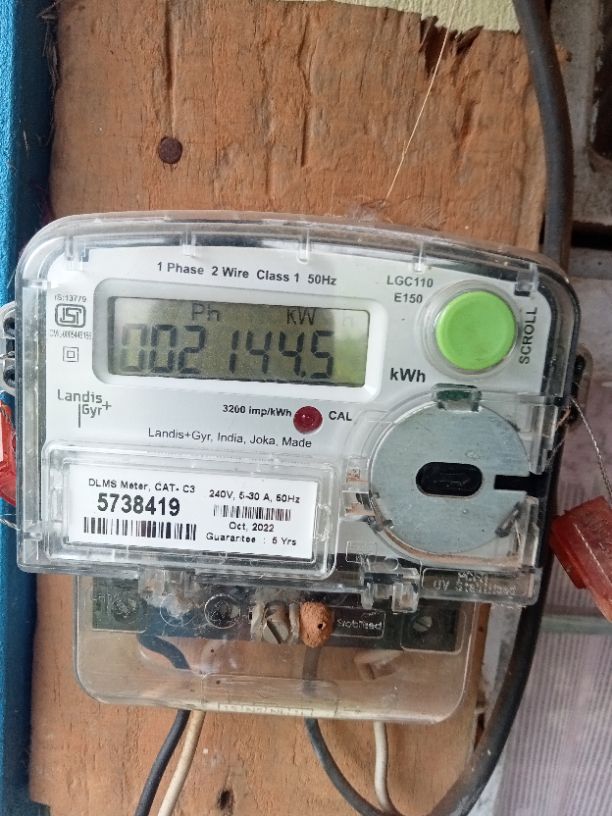 1 Phase 2 Wire Class 1 50Hz
LGC110
E150
IS:13779
Ph kW
002144.5
kWh
SCROLL
Landis
Gyr+
3200 imp/kWh
CAL
Landis+Gyr, India, Joka, Made
DLMS Meter, CAT- C3
5738419
240V, 5-30 A, 50Hz
Oct, 2022
Guarantee : 5 Yrs